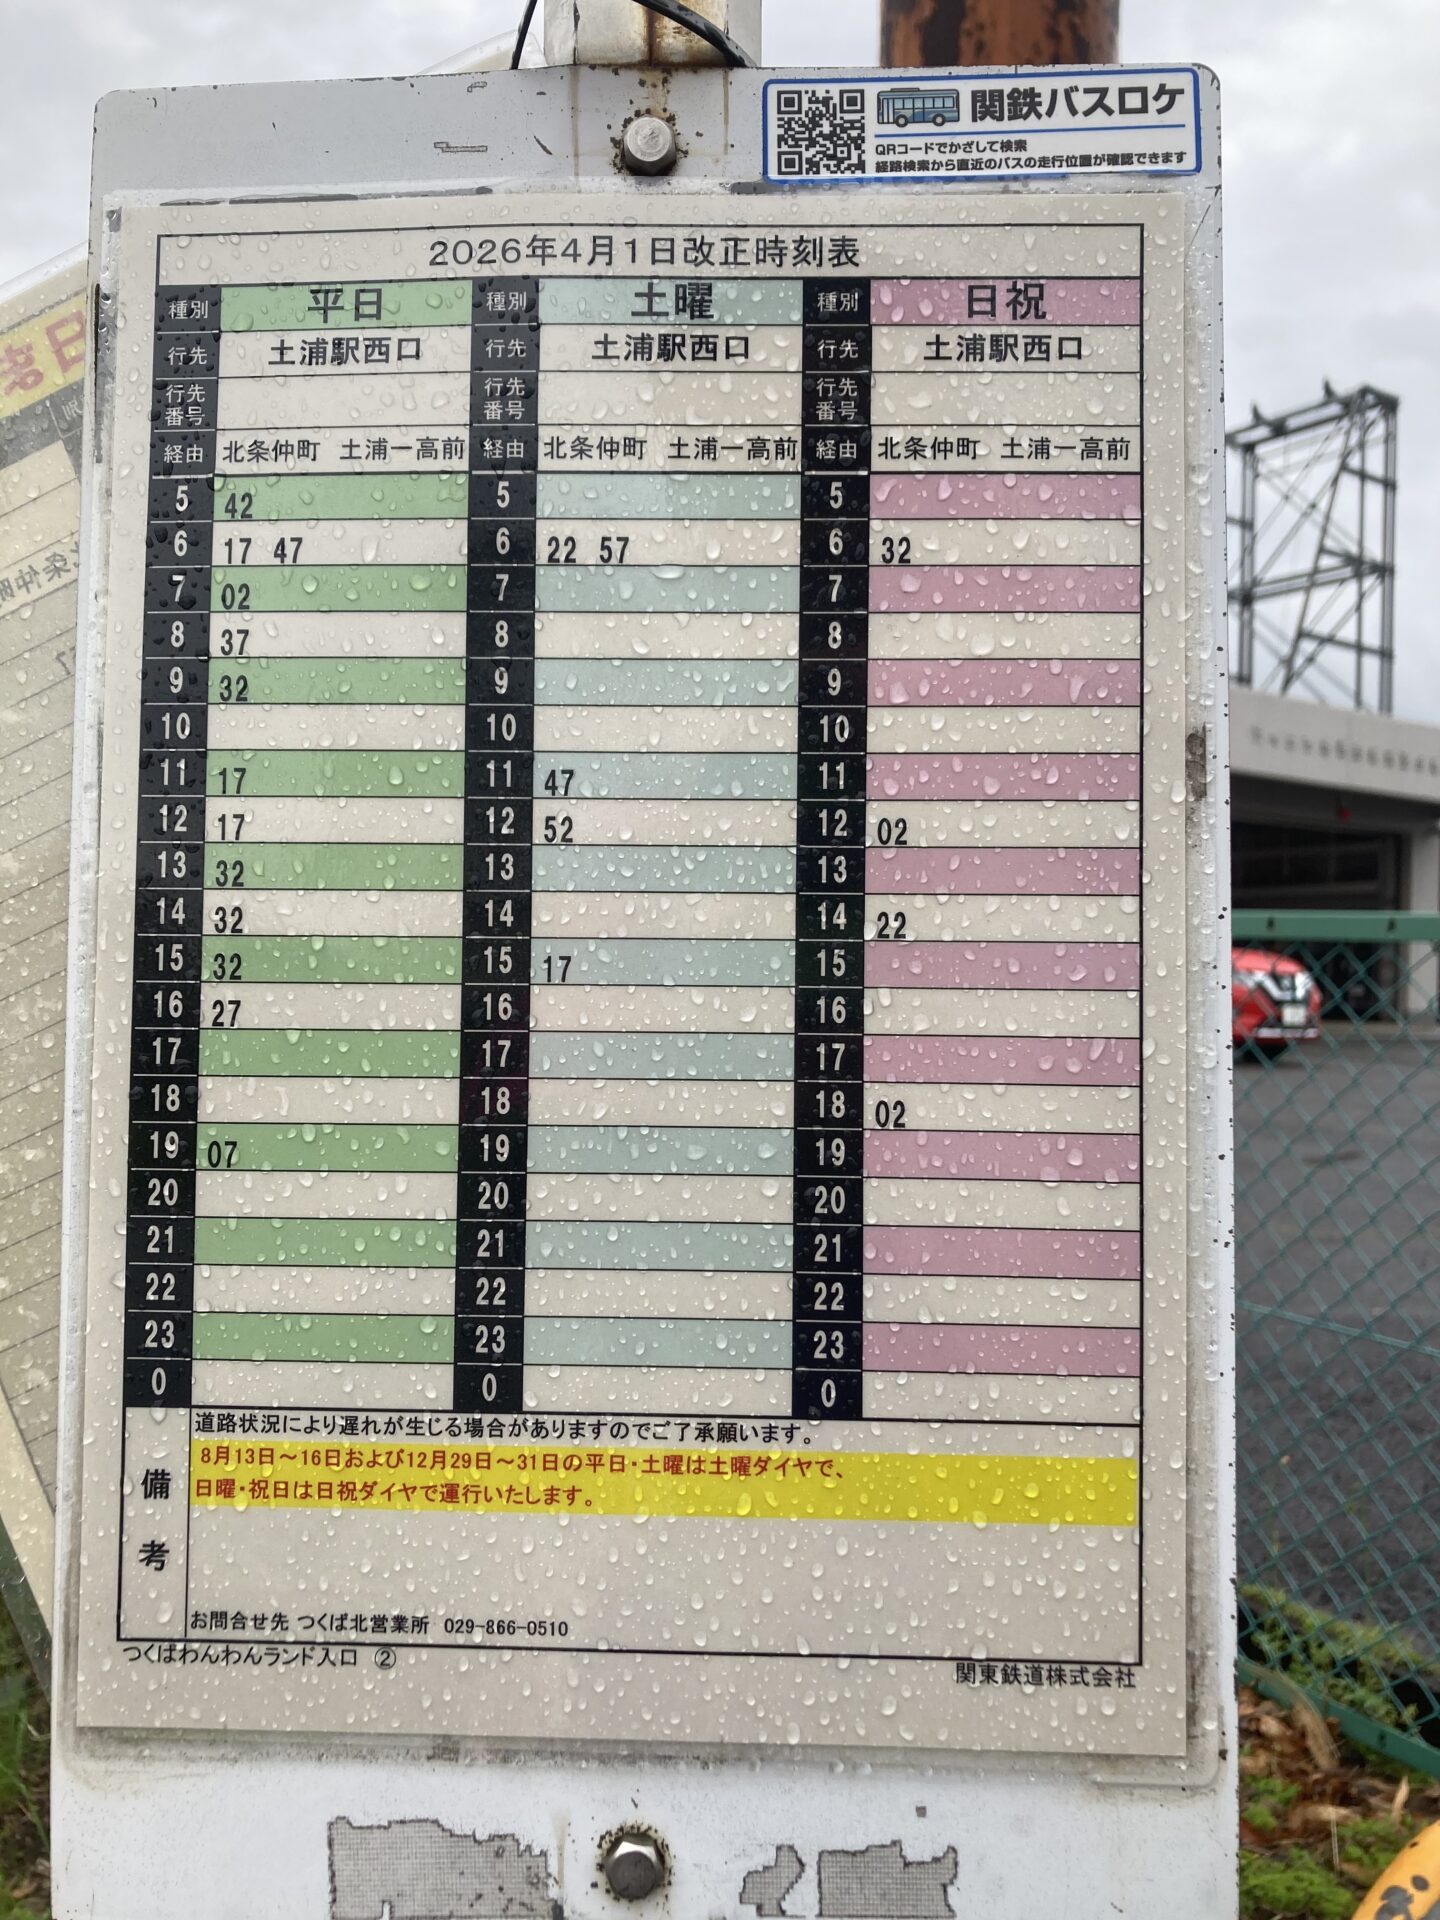 関鉄バスロケ
QRコードでかざして検索
経路検索から直近のバスの走行位置が確認できます
2026年4月1日改正時刻表
種別 平日 種別 土曜 種別 日祝
行先 土浦駅西口 行先 土浦駅西口 行先 土浦駅西口
行先番号 行先番号 行先番号
経由 北条仲町 土浦一高前 経由 北条仲町 土浦一高前 経由 北条仲町 土浦一高前
5 42 5 5
6 17 47 6 22 57 6 32
7 02 7 7
8 37 8 8
9 32 9 9
10 10 10
11 17 11 47 11
12 17 12 52 12 02
13 32 13 13
14 32 14 14 22
15 32 15 17 15
16 27 16 16
17 17 17
18 18 18 02
19 07 19 19
20 20 20
21 21 21
22 22 22
23 23 23
0 0 0
備考
道路状況により遅れが生じる場合がありますのでご了承願います。
8月13日～16日および12月29日～31日の平日・土曜は土曜ダイヤで、
日曜・祝日は日祝ダイヤで運行いたします。
お問合せ先 つくば北営業所 029-866-0510
つくばわんわんランド入口 ②
関東鉄道株式会社